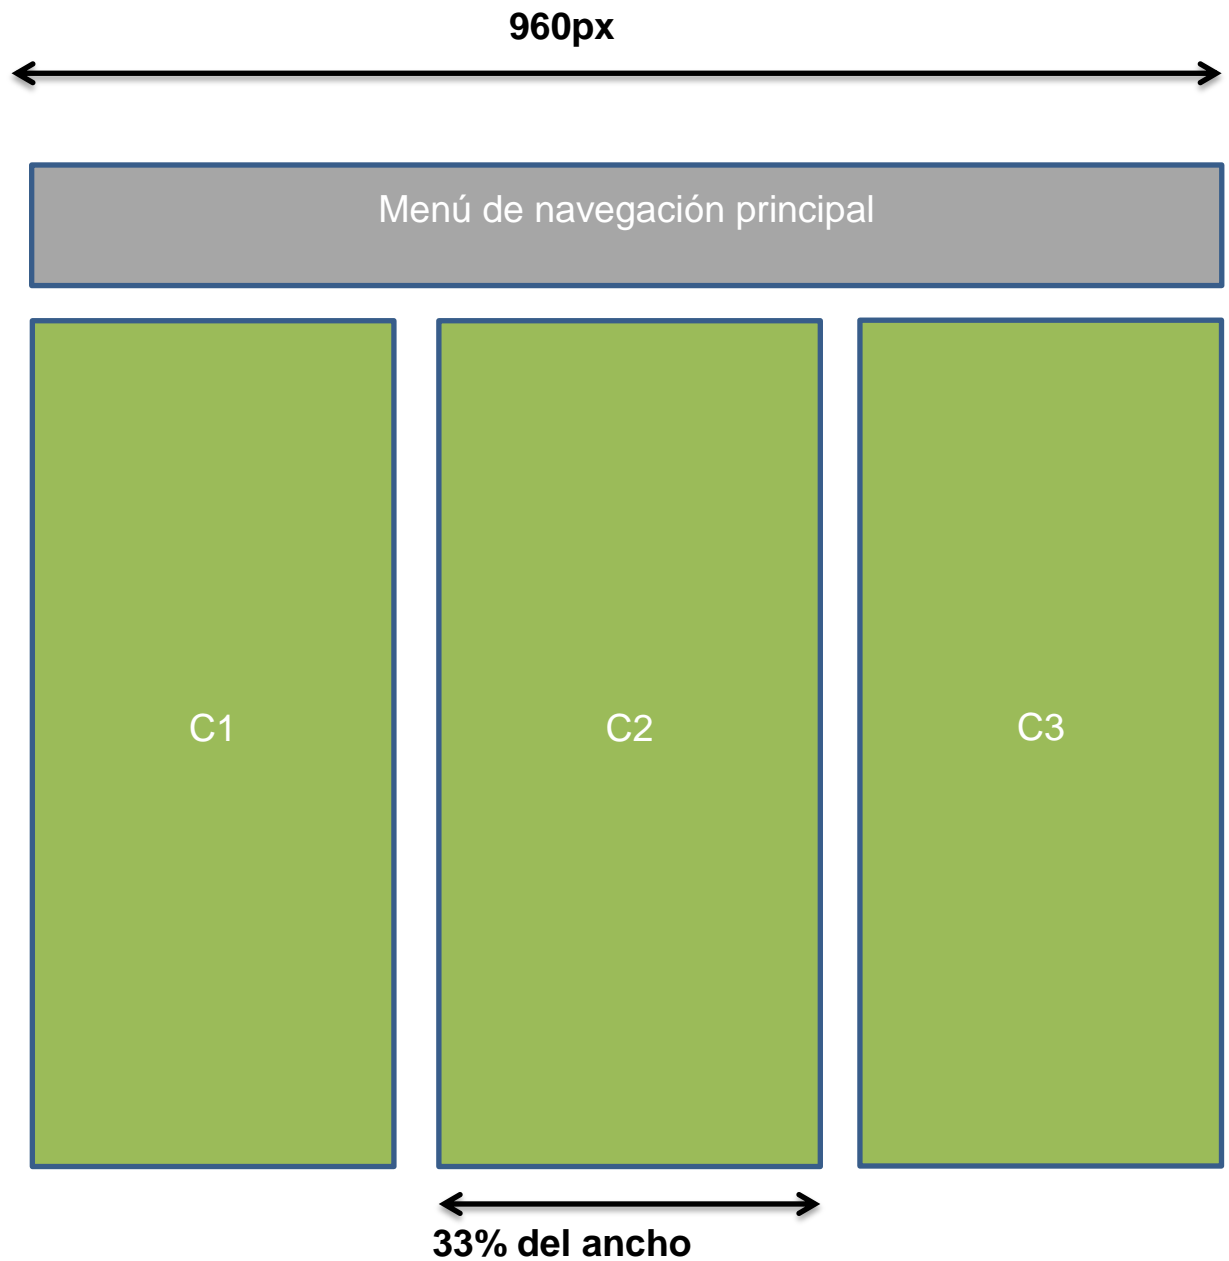 960px
Menú de navegación principal
C1
C2
C3
33% del ancho